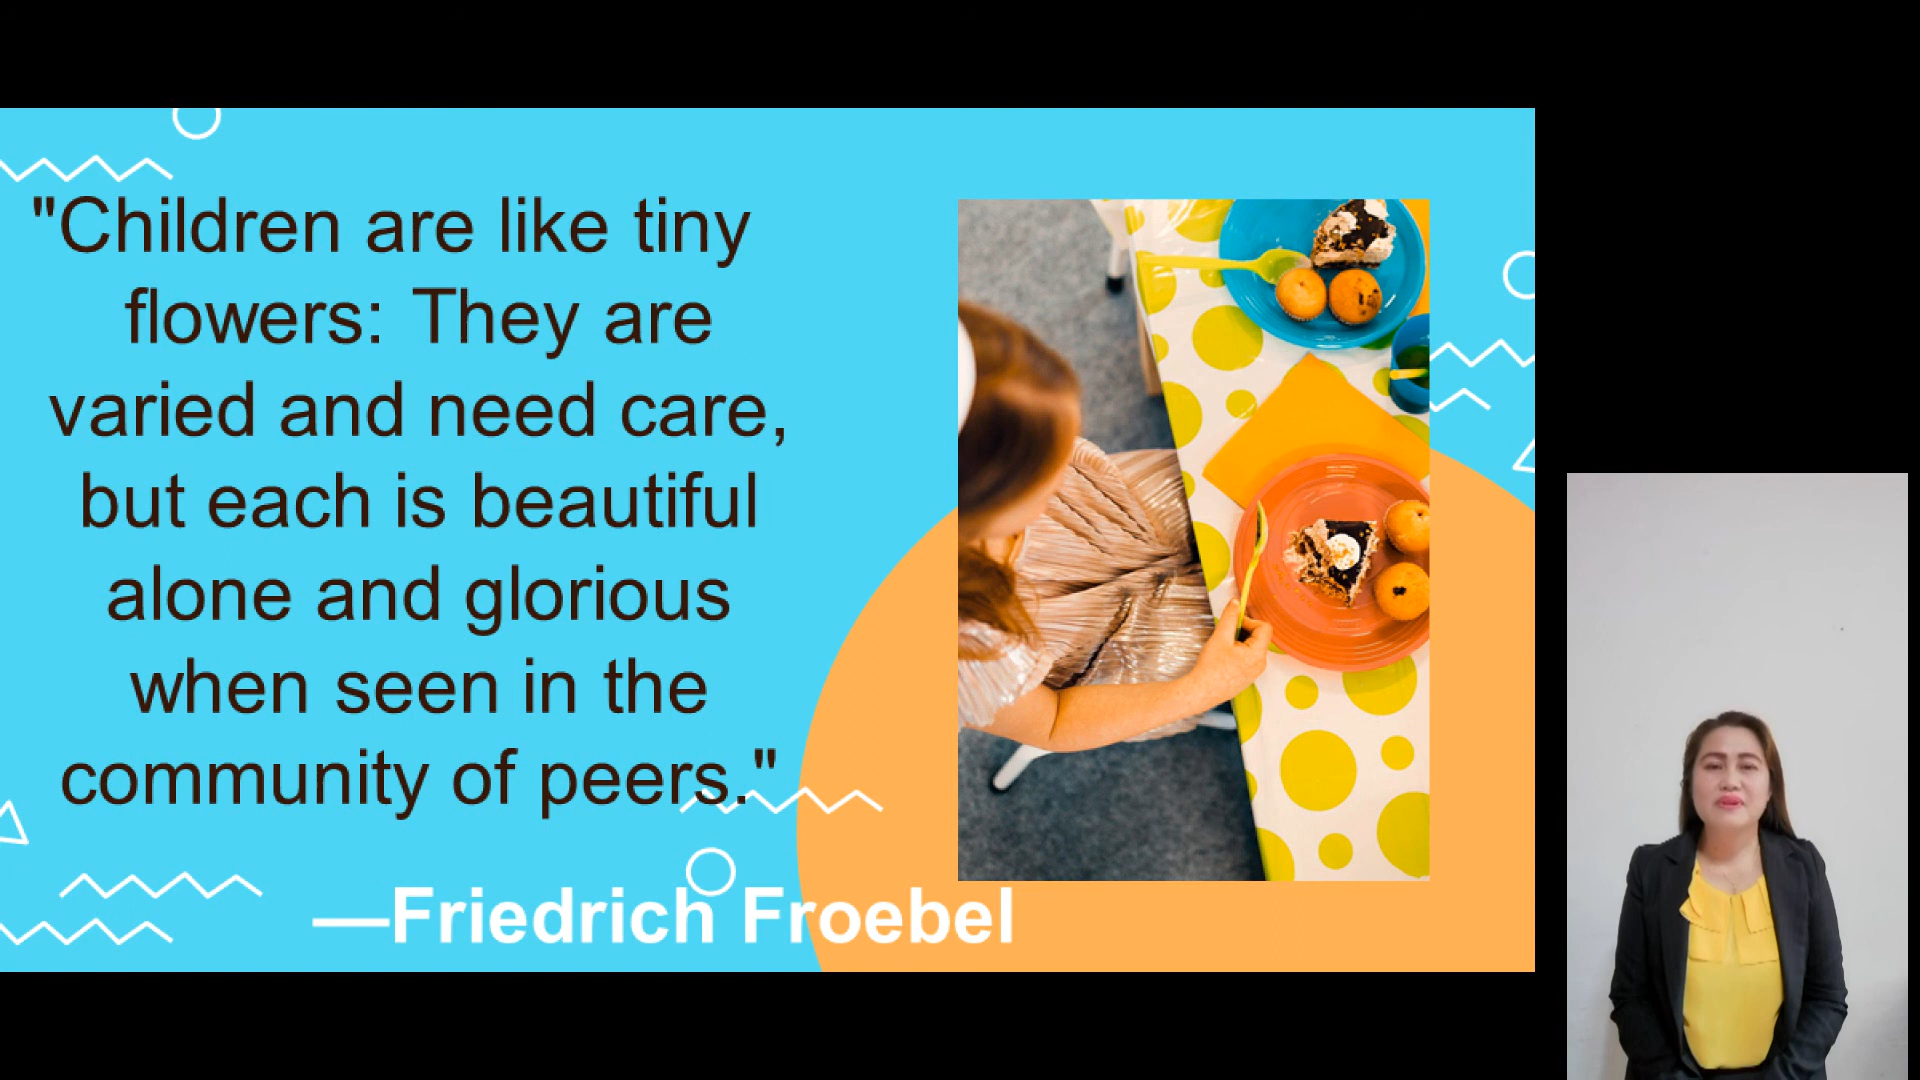 "Children are like tiny
flowers: They are
varied and need care,
but each is beautiful
alone and glorious
when seen in the
community of peers."
—Friedrich Froebel